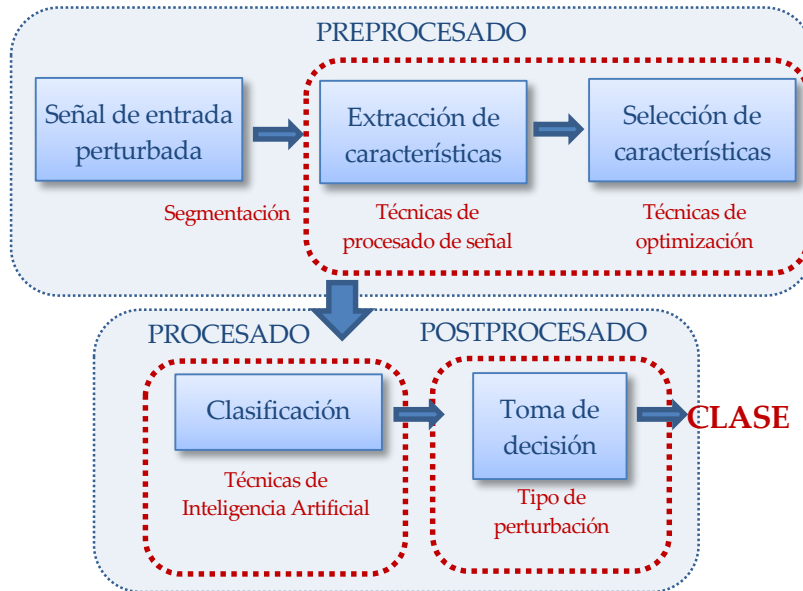 PREPROCESADO
Señal de entrada
perturbada
Extracción de
características
Selección de
características
Segmentación
Técnicas de
procesado de señal
Técnicas de
optimización
PROCESADO
POSTPROCESADO
Clasificación
Toma de
decisión
CLASE
Técnicas de
Inteligencia Artificial
Tipo de
perturbación